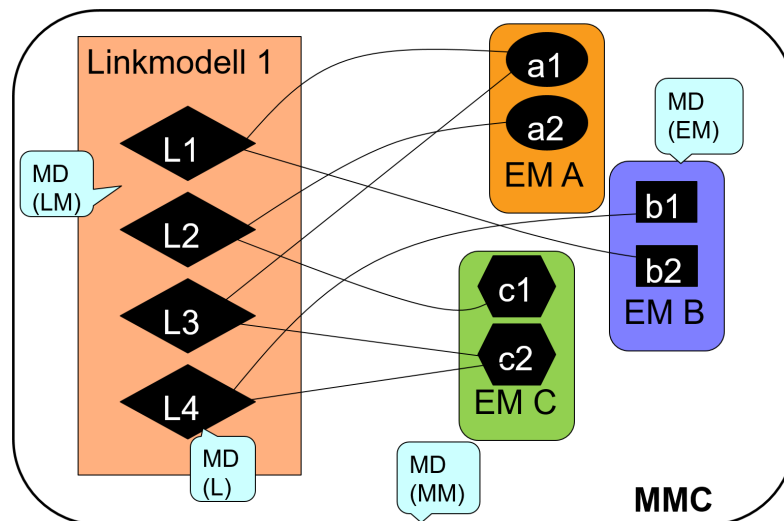 Linkmodell 1
L1
L2
L3
L4
MD
(LM)
MD
(L)
a1
a2
EM A
MD
(EM)
b1
b2
EM B
c1
c2
EM C
MD
(MM)
MMC